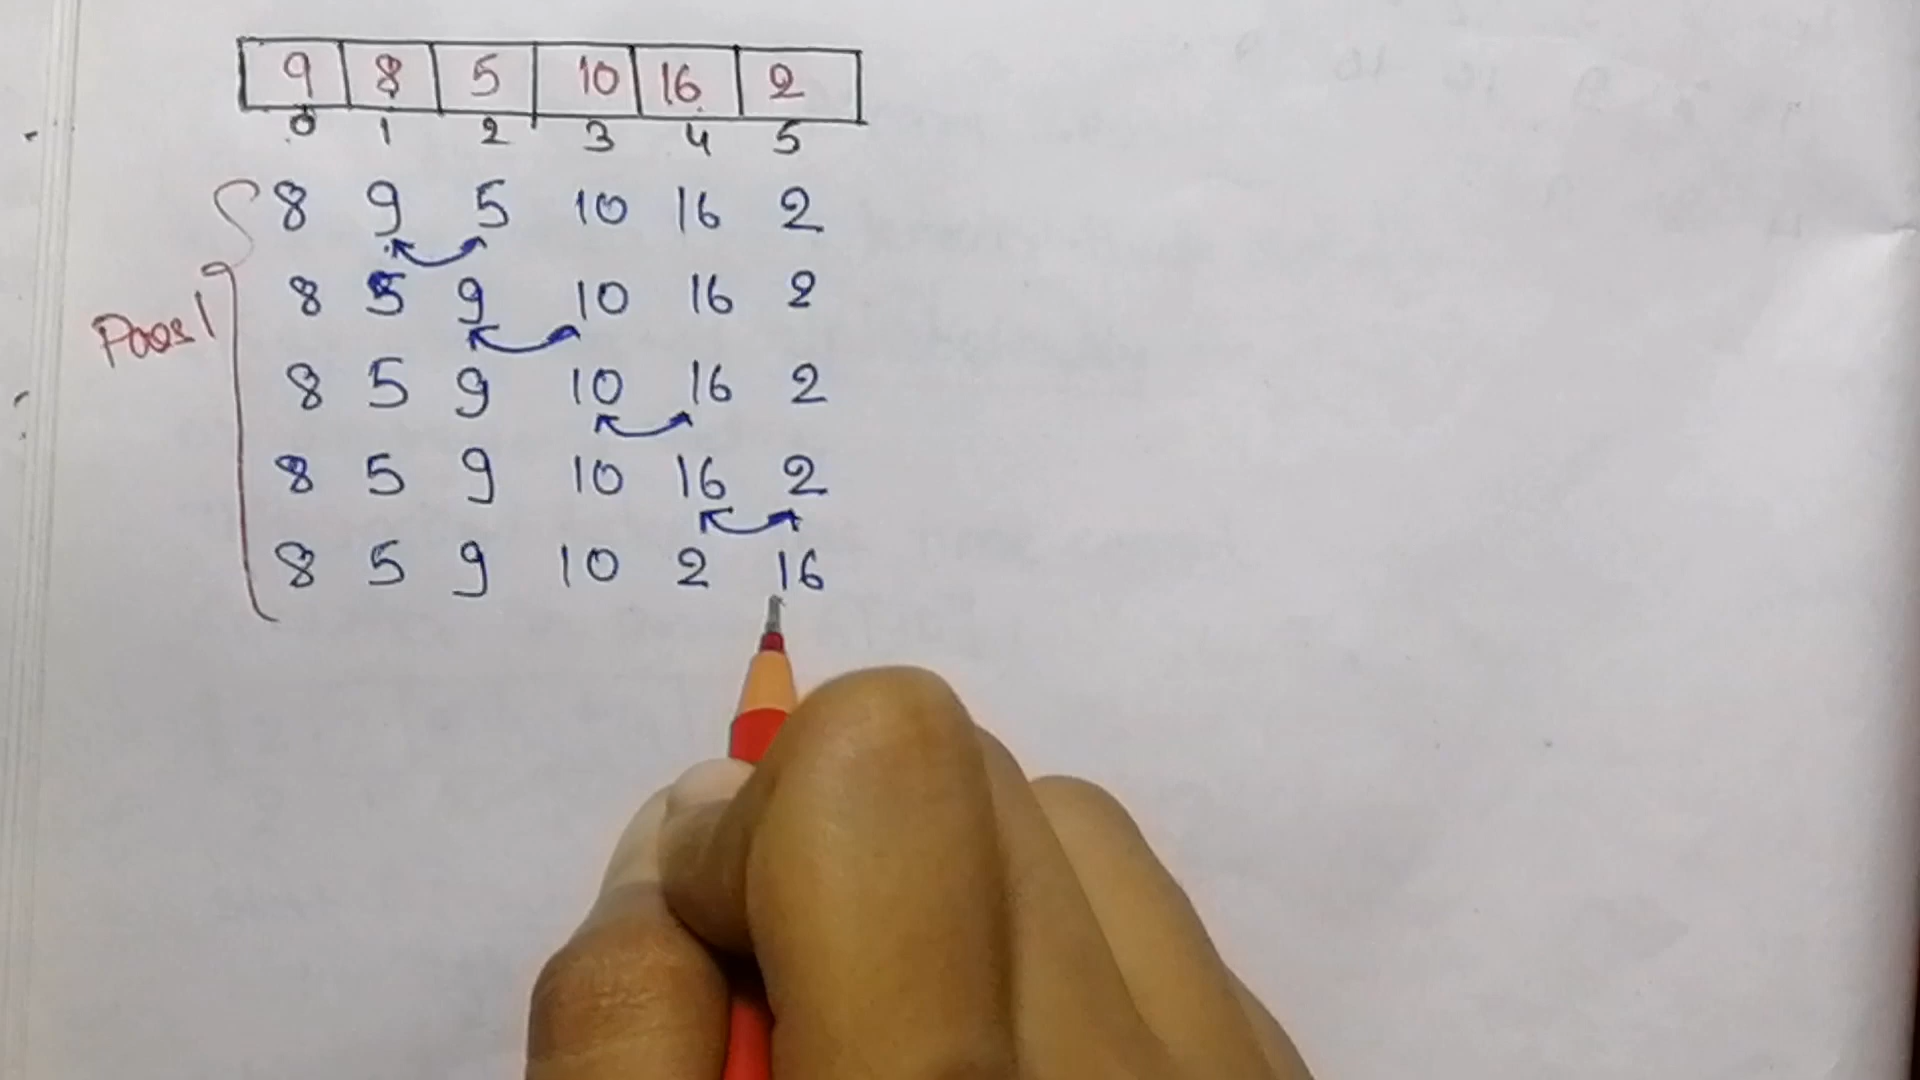 9 8 5 10 16 2
0 1 2 3 4 5
8 9 5 10 16 2
8 5 9 10 16 2
Pass 1
8 5 9 10 16 2
8 5 9 10 16 2
8 5 9 10 2 16